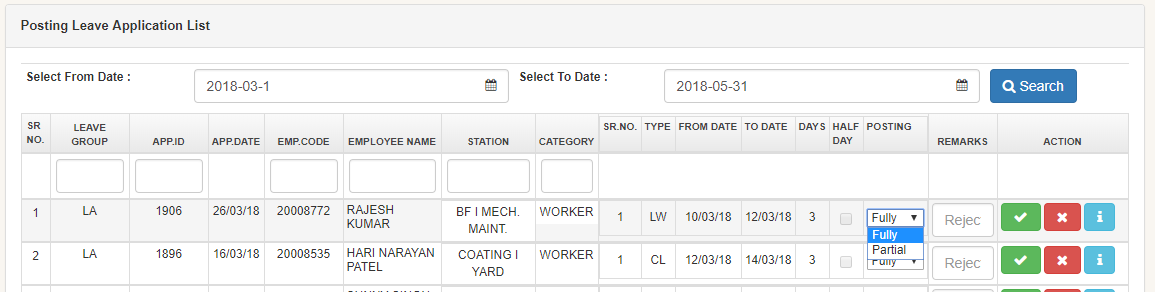 Posting Leave Application List
Select From Date : 2018-03-1 Select To Date : 2018-05-31 Search
SR NO. LEAVE GROUP APP.ID APP.DATE EMP.CODE EMPLOYEE NAME STATION CATEGORY SR.NO. TYPE FROM DATE TO DATE DAYS HALF DAY POSTING REMARKS ACTION
1 LA 1906 26/03/18 20008772 RAJESH KUMAR BF I MECH. MAINT. WORKER 1 LW 10/03/18 12/03/18 3 Fully Rejec
Fully
Partial
2 LA 1896 16/03/18 20008535 HARI NARAYAN PATEL COATING I YARD WORKER 1 CL 12/03/18 14/03/18 3 Fully Rejec